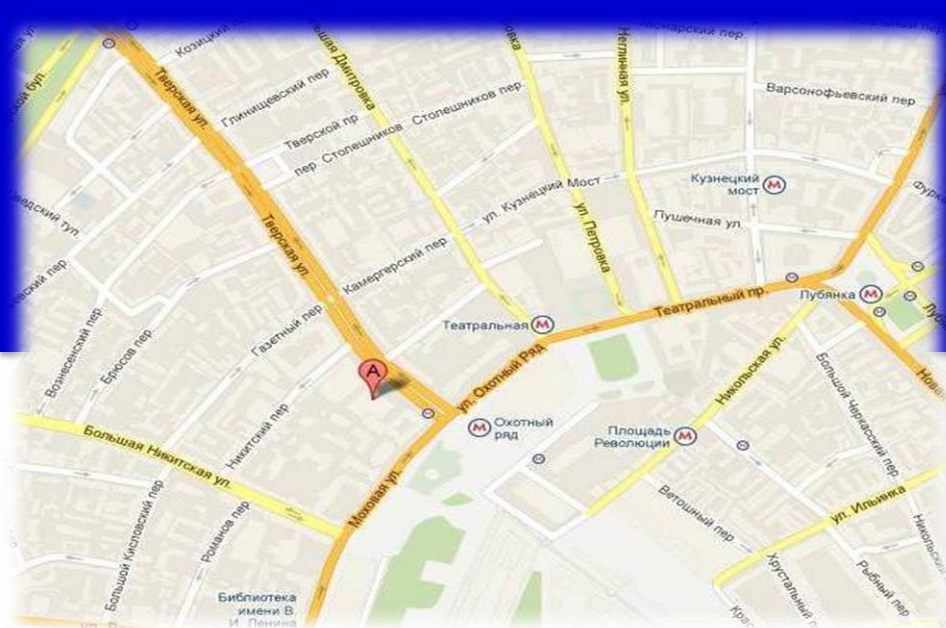 Козицкий
Тверская ул.
Глинищевский пер
Большая Дмитровка
Тверской пр
пер. Столешников
Столешников пер.
Неглинная ул.
Варсонофьевский пер
Кузнецкий
мост
ул. Кузнецкий Мост
Пушечная ул.
ул. Петровка
Тверская ул.
Камергерский пер
Театральный пр.
Лубянка
Театральная
Газетный пер
Вознесенский пер
Брюсов пер
A
ул. Охотный Ряд
Никольская ул.
Большой Черкасский пер
Охотный
ряд
Площадь
Революции
Никитский пер
Большая Никитская ул.
Моховая ул.
Ветошный пер
ул. Ильинка
Большой Кисловский пер
Романов пер
Хрустальный
Рыбный пер
Библиотека
имени В.
И. Ленина